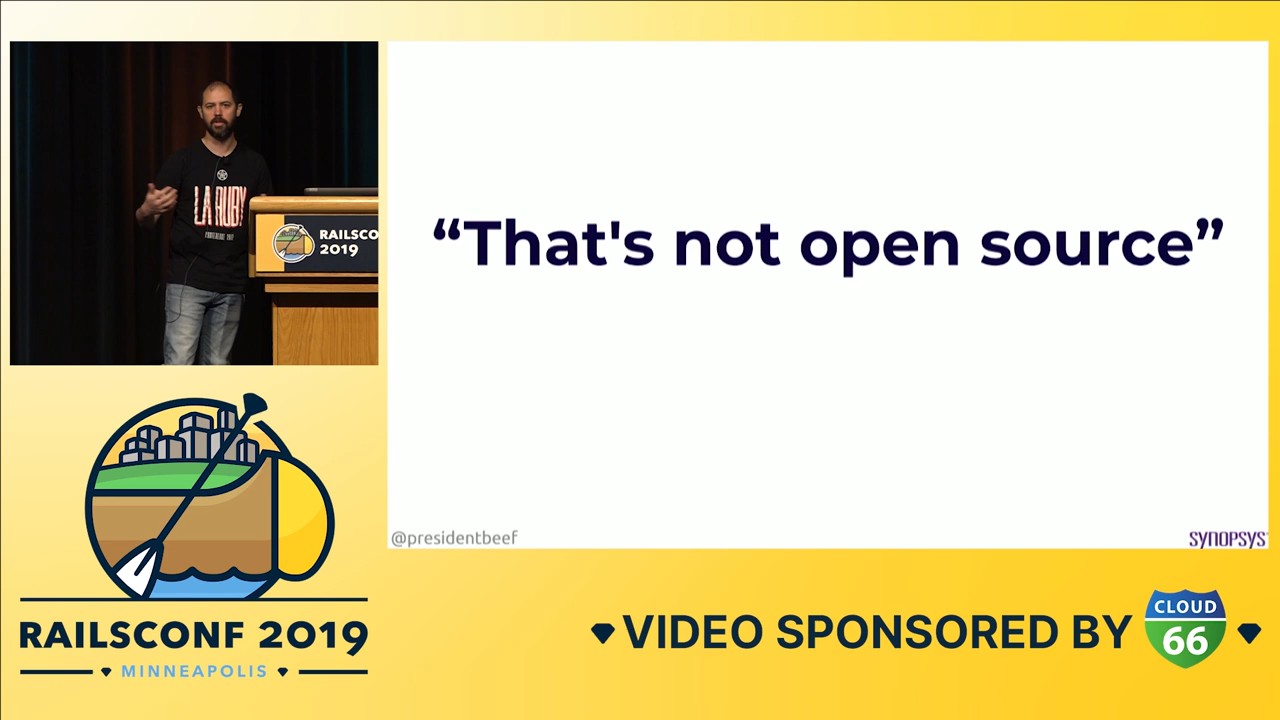 LA RUBY
RAILSCO
2019
“That's not open source”
@presidentbeef
SYNOPSYS
RAILSCONF 2019
MINNEAPOLIS
VIDEO SPONSORED BY
CLOUD
66